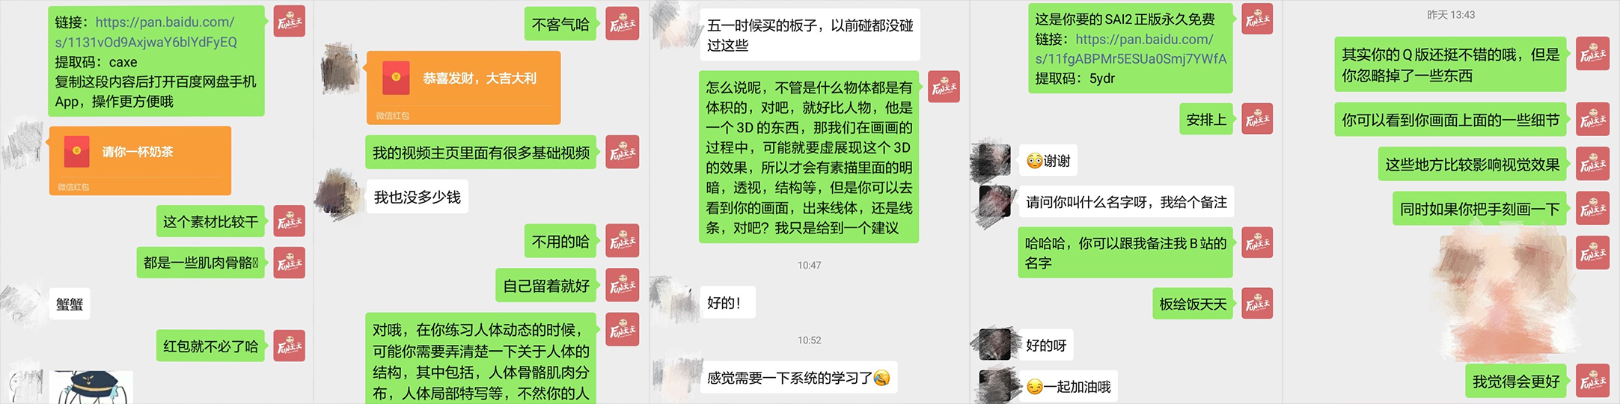 链接：https://pan.baidu.com/
s/1131vOd9AxjwaY6blYdFyEQ
提取码：caxe
复制这段内容后打开百度网盘手机
App，操作更方便哦
请你一杯奶茶
微信红包
这个素材比较干
都是一些肌肉骨骼
蟹蟹
红包就不必了哈
不客气哈
恭喜发财，大吉大利
微信红包
我的视频主页里面有很多基础视频
我也没多少钱
不用的哈
自己留着就好
对哦，在你练习人体动态的时候，
可能你需要弄清楚一下关于人体的
结构，其中包括，人体骨骼肌肉分
布，人体局部特写等，不然你的人
五一时候买的板子，以前碰都没碰
过这些
怎么说呢，不管是什么物体都是有
体积的，对吧，就好比人物，他是
一个3D的东西，那我们在画画的
过程中，可能就要虚展现这个3D
的效果，所以才会有素描里面的明
暗，透视，结构等，但是你可以去
看到你的画面，出来线体，还是线
条，对吧？我只是给到一个建议
10:47
好的！
10:52
感觉需要一下系统的学习了
这是你要的SAI2正版永久免费
链接：https://pan.baidu.com/
s/11fgABPMr5ESUa0Smj7YWfA
提取码：5ydr
安排上
谢谢
请问你叫什么名字呀，我给个备注
哈哈哈，你可以跟我备注我B站的
名字
板绘饭天天
好的呀
一起加油哦
昨天 13:43
其实你的Q版还挺不错的哦，但是
你忽略掉了一些东西
你可以看到你画面上面的一些细节
这些地方比较影响视觉效果
同时如果你把手刻画一下
我觉得会更好